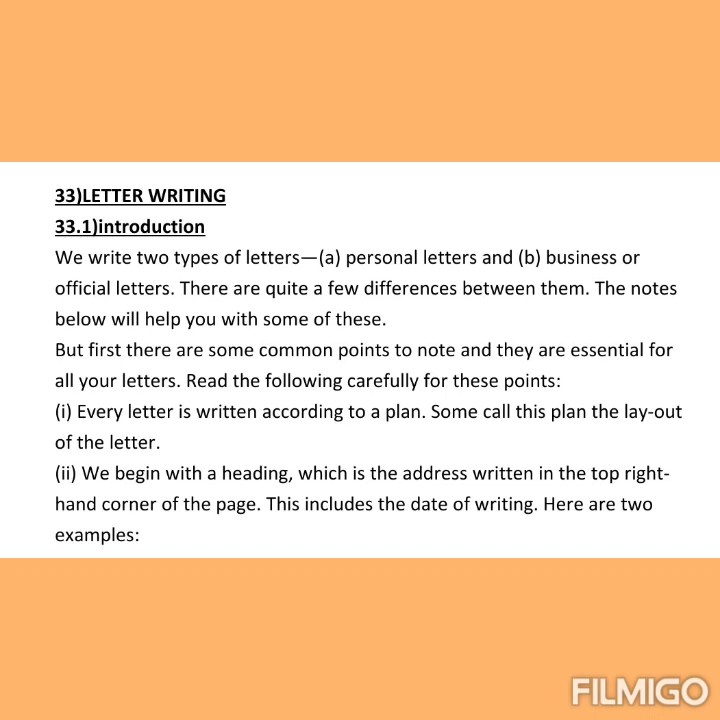 33)LETTER WRITING
33.1)introduction
We write two types of letters—(a) personal letters and (b) business or
official letters. There are quite a few differences between them. The notes
below will help you with some of these.
But first there are some common points to note and they are essential for
all your letters. Read the following carefully for these points:
(i) Every letter is written according to a plan. Some call this plan the lay-out
of the letter.
(ii) We begin with a heading, which is the address written in the top right-
hand corner of the page. This includes the date of writing. Here are two
examples:
FILMIGO